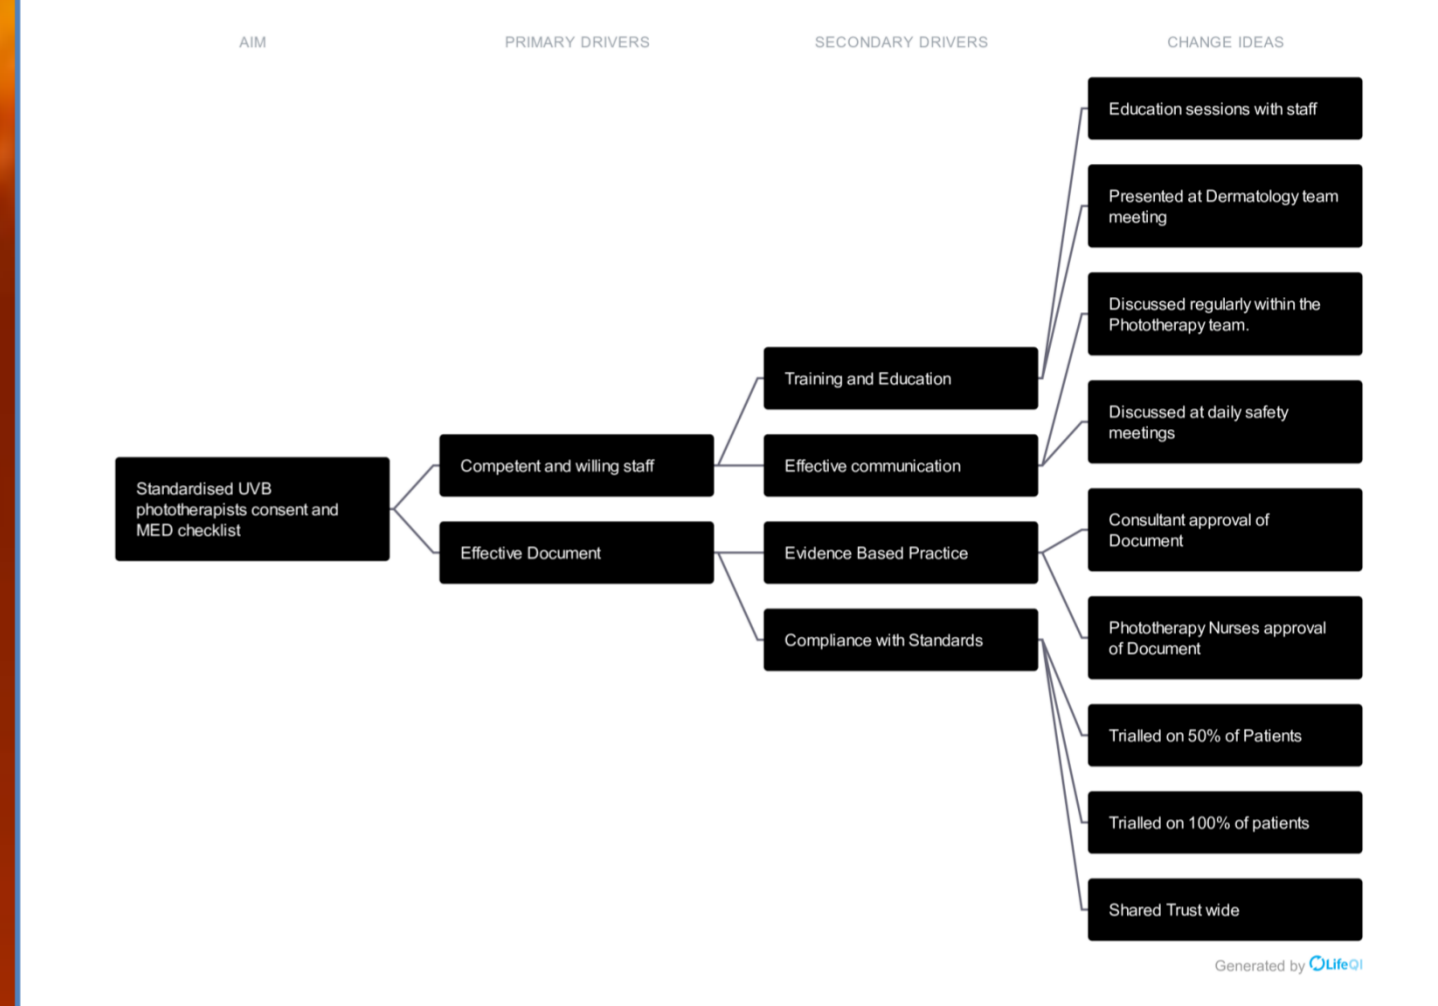 AIM
PRIMARY DRIVERS
SECONDARY DRIVERS
CHANGE IDEAS
Standardised UVB
phototherapists consent and
MED checklist
Competent and willing staff
Effective Document
Training and Education
Effective communication
Evidence Based Practice
Compliance with Standards
Education sessions with staff
Presented at Dermatology team
meeting
Discussed regularly within the
Phototherapy team.
Discussed at daily safety
meetings
Consultant approval of
Document
Phototherapy Nurses approval
of Document
Trialled on 50% of Patients
Trialled on 100% of patients
Shared Trust wide
Generated by LifeQI